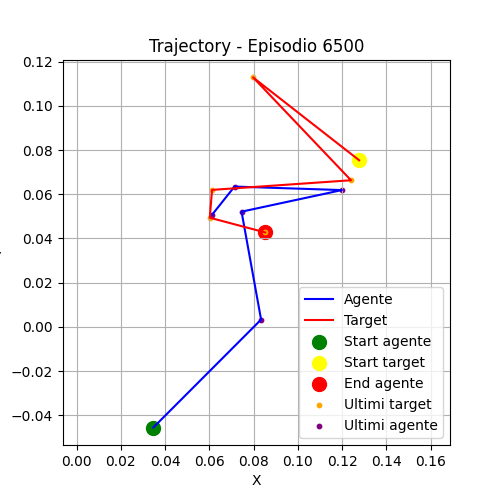 Trajectory - Episodio 6500
0.12
0.10
0.08
0.06
0.04
0.02
0.00
−0.02
−0.04
0.00 0.02 0.04 0.06 0.08 0.10 0.12 0.14 0.16
X
Agente
Target
Start agente
Start target
End agente
Ultimi target
Ultimi agente